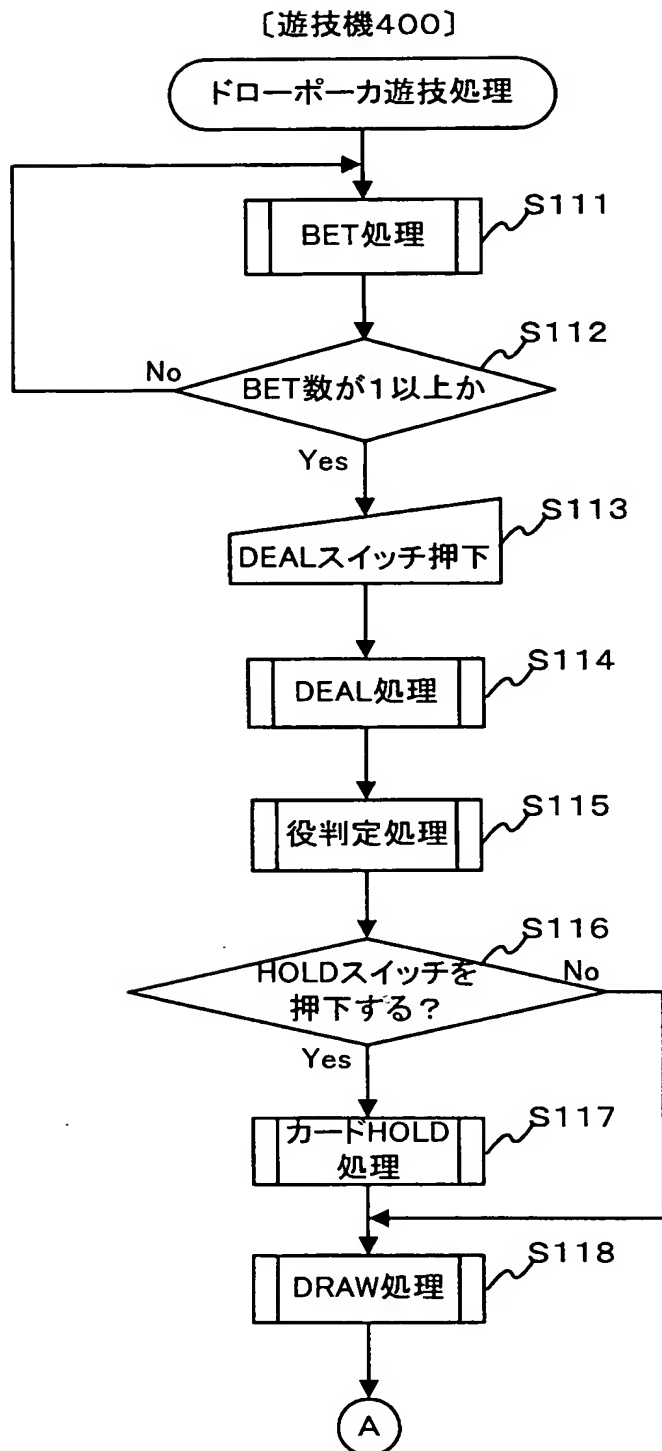 〔遊技機400〕
ドローポーカ遊技処理
S111
BET処理
S112
No
BET数が1以上か
Yes
S113
DEALスイッチ押下
S114
DEAL処理
S115
役判定処理
S116
HOLDスイッチを
No
押下する?
Yes
S117
カードHOLD
処理
S118
DRAW処理
A